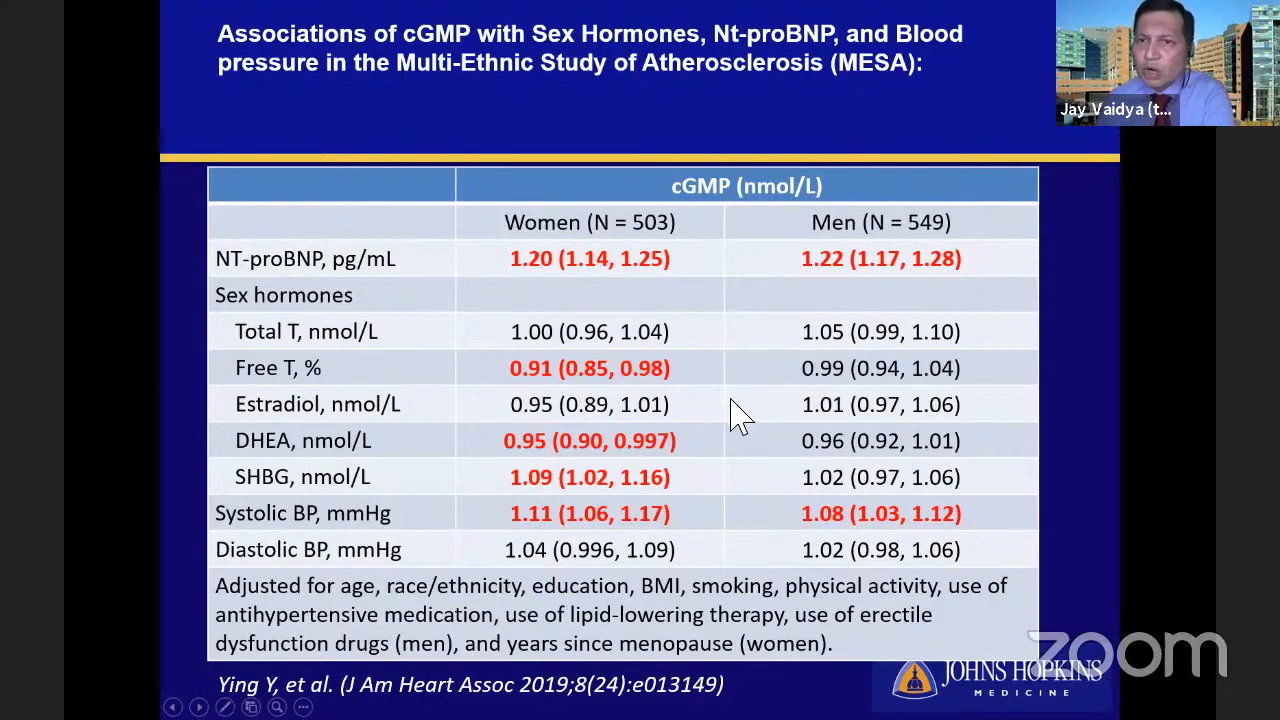 Associations of cGMP with Sex Hormones, Nt-proBNP, and Blood
pressure in the Multi-Ethnic Study of Atherosclerosis (MESA):
Jay Vaidya (t...
cGMP (nmol/L)
Women (N = 503) Men (N = 549)
NT-proBNP, pg/mL 1.20 (1.14, 1.25) 1.22 (1.17, 1.28)
Sex hormones
Total T, nmol/L 1.00 (0.96, 1.04) 1.05 (0.99, 1.10)
Free T, % 0.91 (0.85, 0.98) 0.99 (0.94, 1.04)
Estradiol, nmol/L 0.95 (0.89, 1.01) 1.01 (0.97, 1.06)
DHEA, nmol/L 0.95 (0.90, 0.997) 0.96 (0.92, 1.01)
SHBG, nmol/L 1.09 (1.02, 1.16) 1.02 (0.97, 1.06)
Systolic BP, mmHg 1.11 (1.06, 1.17) 1.08 (1.03, 1.12)
Diastolic BP, mmHg 1.04 (0.996, 1.09) 1.02 (0.98, 1.06)
Adjusted for age, race/ethnicity, education, BMI, smoking, physical activity, use of
antihypertensive medication, use of lipid-lowering therapy, use of erectile
dysfunction drugs (men), and years since menopause (women).
zoom
JOHNS HOPKINS
MEDICINE
Ying Y, et al. (J Am Heart Assoc 2019;8(24):e013149)